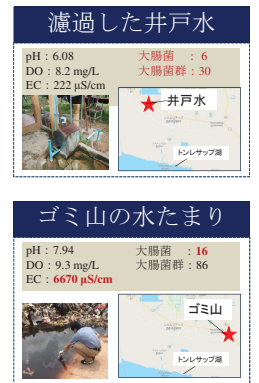 濾過した井戸水
pH：6.08 大腸菌 ：6
DO：8.2 mg/L 大腸菌群：30
EC：222 μS/cm
井戸水
トンレサップ湖
ゴミ山の水たまり
pH：7.94 大腸菌 ：16
DO：9.3 mg/L 大腸菌群：86
EC：6670 μS/cm
ゴミ山
トンレサップ湖